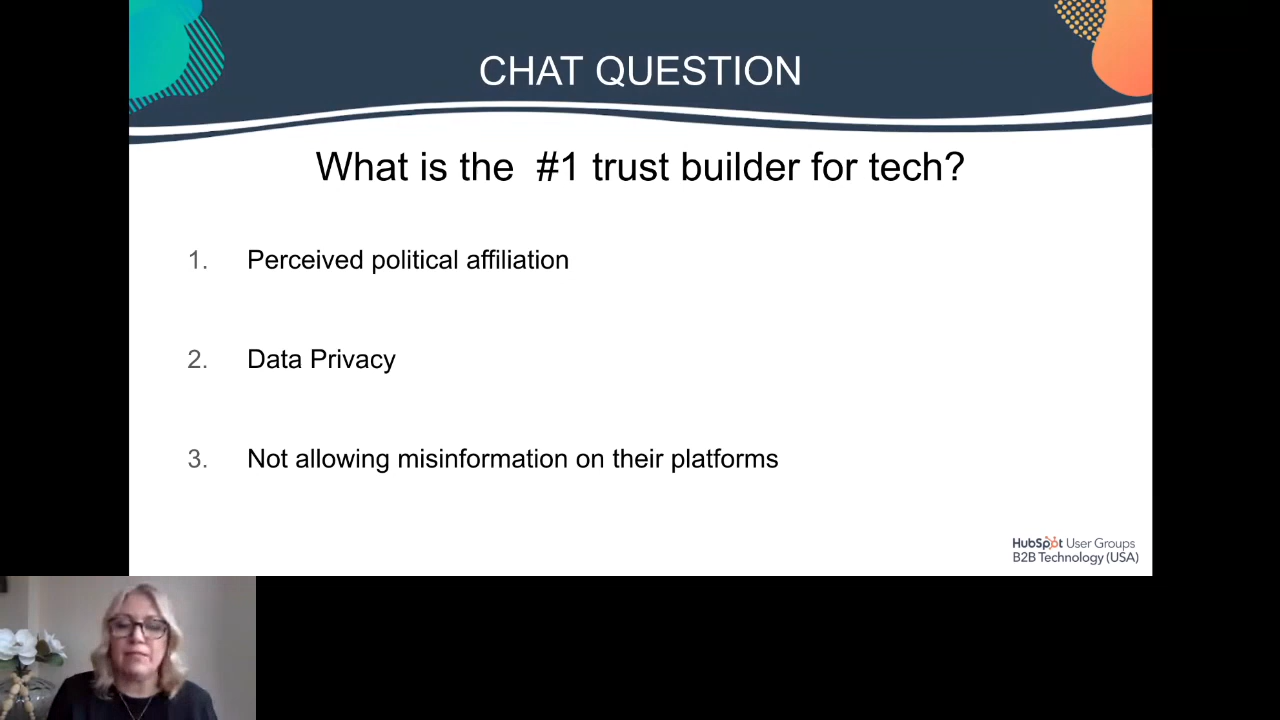 CHAT QUESTION
What is the  #1 trust builder for tech?
1. Perceived political affiliation
2. Data Privacy
3. Not allowing misinformation on their platforms
HubSpot User Groups
B2B Technology (USA)